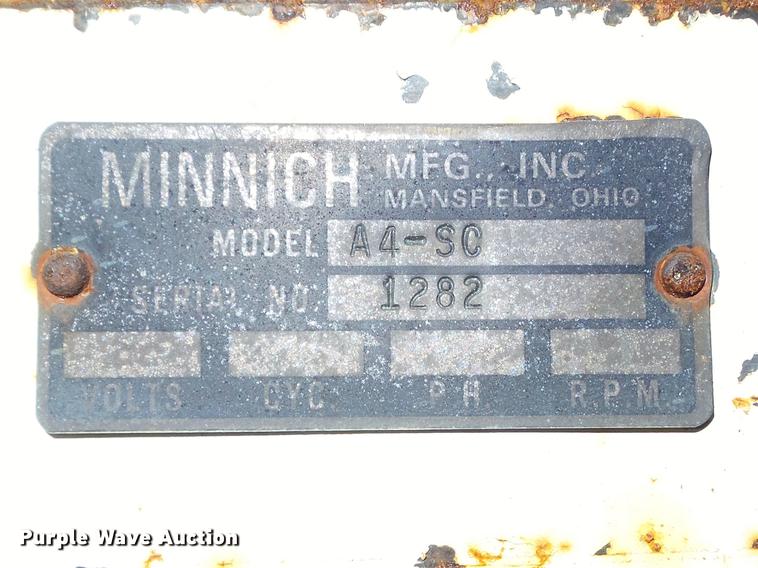 MINNICH MFG., INC.
MANSFIELD, OHIO
MODEL A4-SC
SERIAL NO 1282
VOLTS CYC PH R.P.M.
Purple Wave Auction